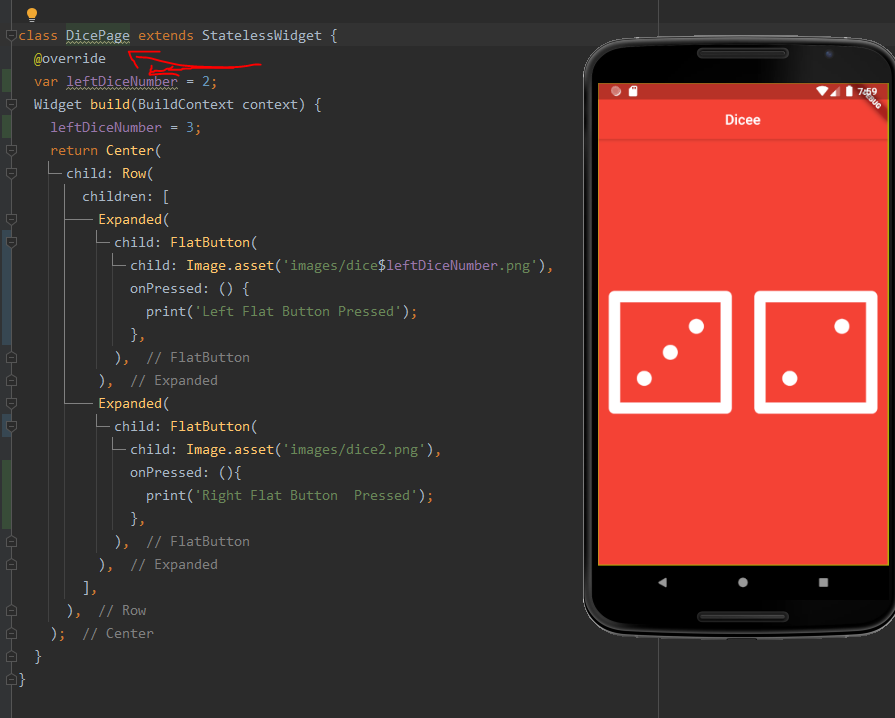 class DicePage extends StatelessWidget {
@override
var leftDiceNumber = 2;
Widget build(BuildContext context) {
leftDiceNumber = 3;
return Center(
child: Row(
children: [
Expanded(
child: FlatButton(
child: Image.asset('images/dice$leftDiceNumber.png'),
onPressed: () {
print('Left Flat Button Pressed');
},
), // FlatButton
), // Expanded
Expanded(
child: FlatButton(
child: Image.asset('images/dice2.png'),
onPressed: (){
print('Right Flat Button  Pressed');
},
), // FlatButton
), // Expanded
],
), // Row
); // Center
}
}
7:59
DEBUG
Dicee